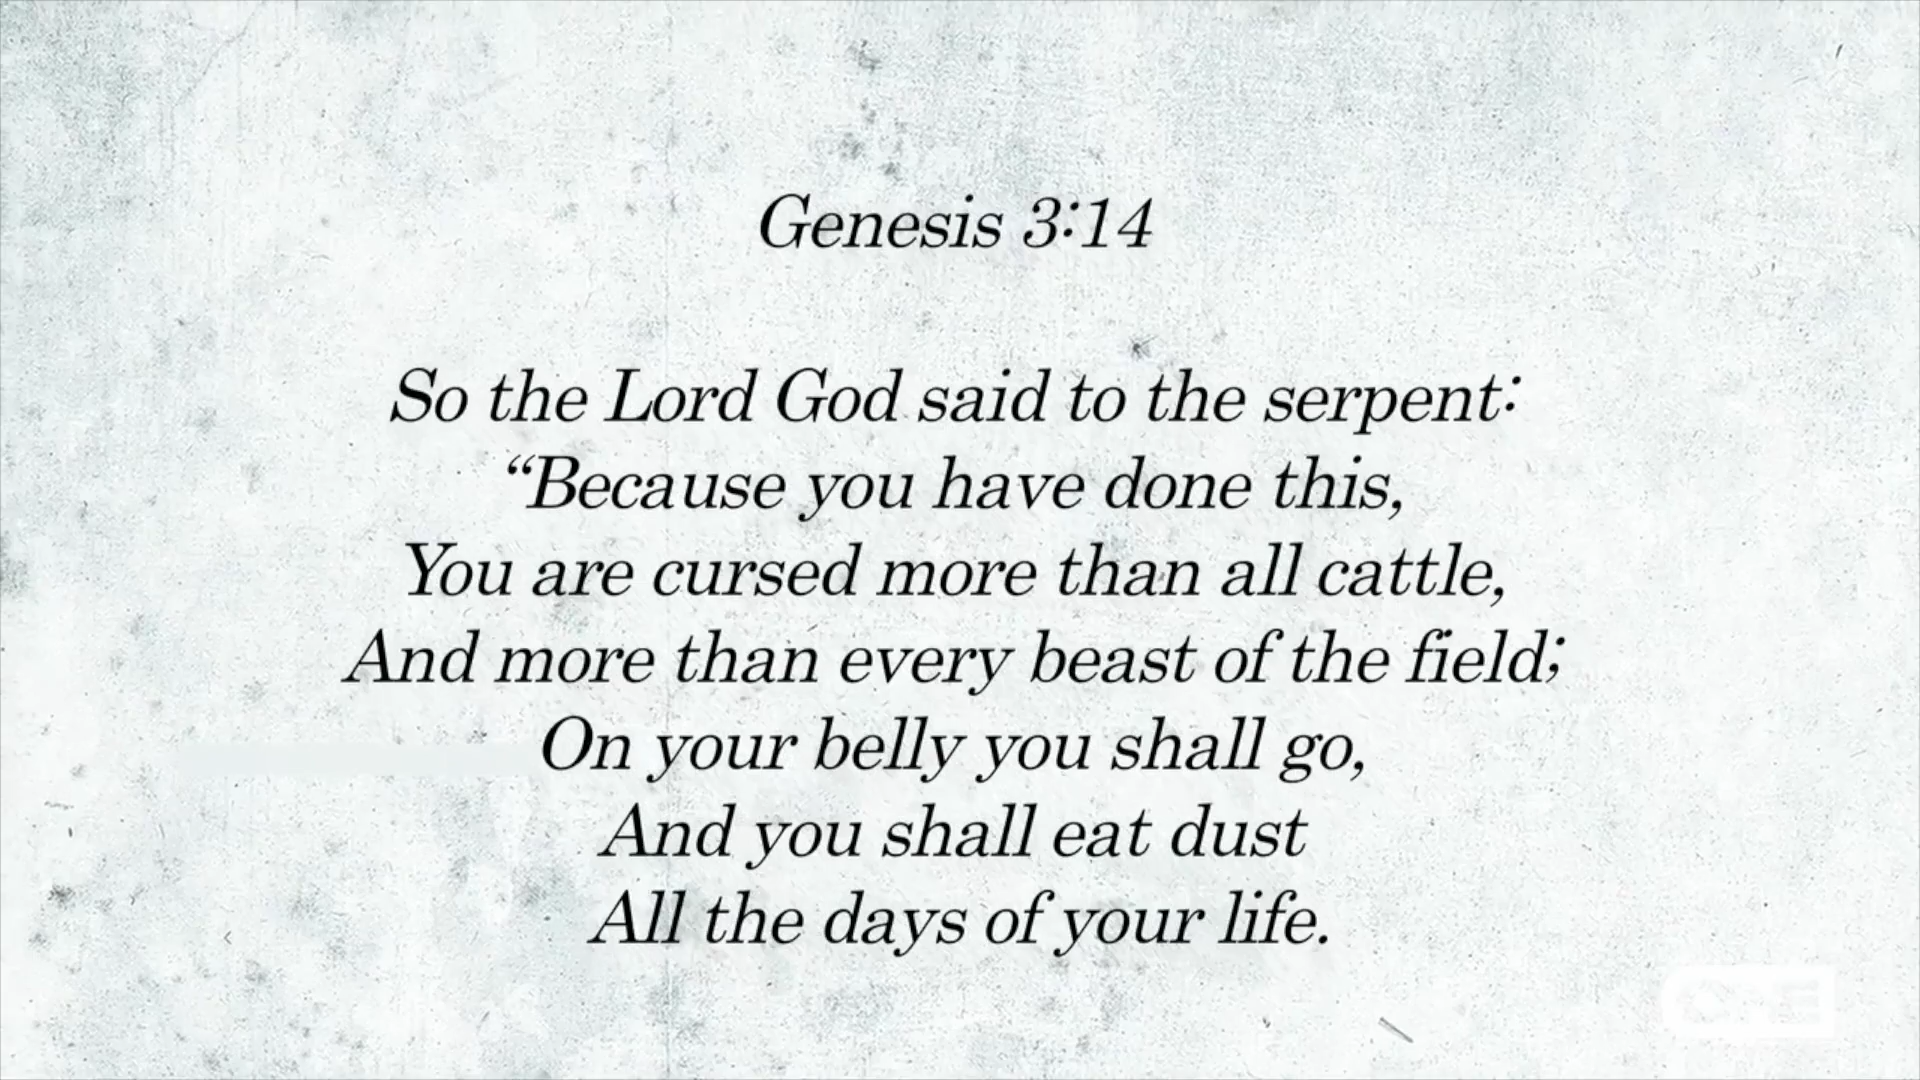 Genesis 3:14
So the Lord God said to the serpent:
“Because you have done this,
You are cursed more than all cattle,
And more than every beast of the field;
On your belly you shall go,
And you shall eat dust
All the days of your life.